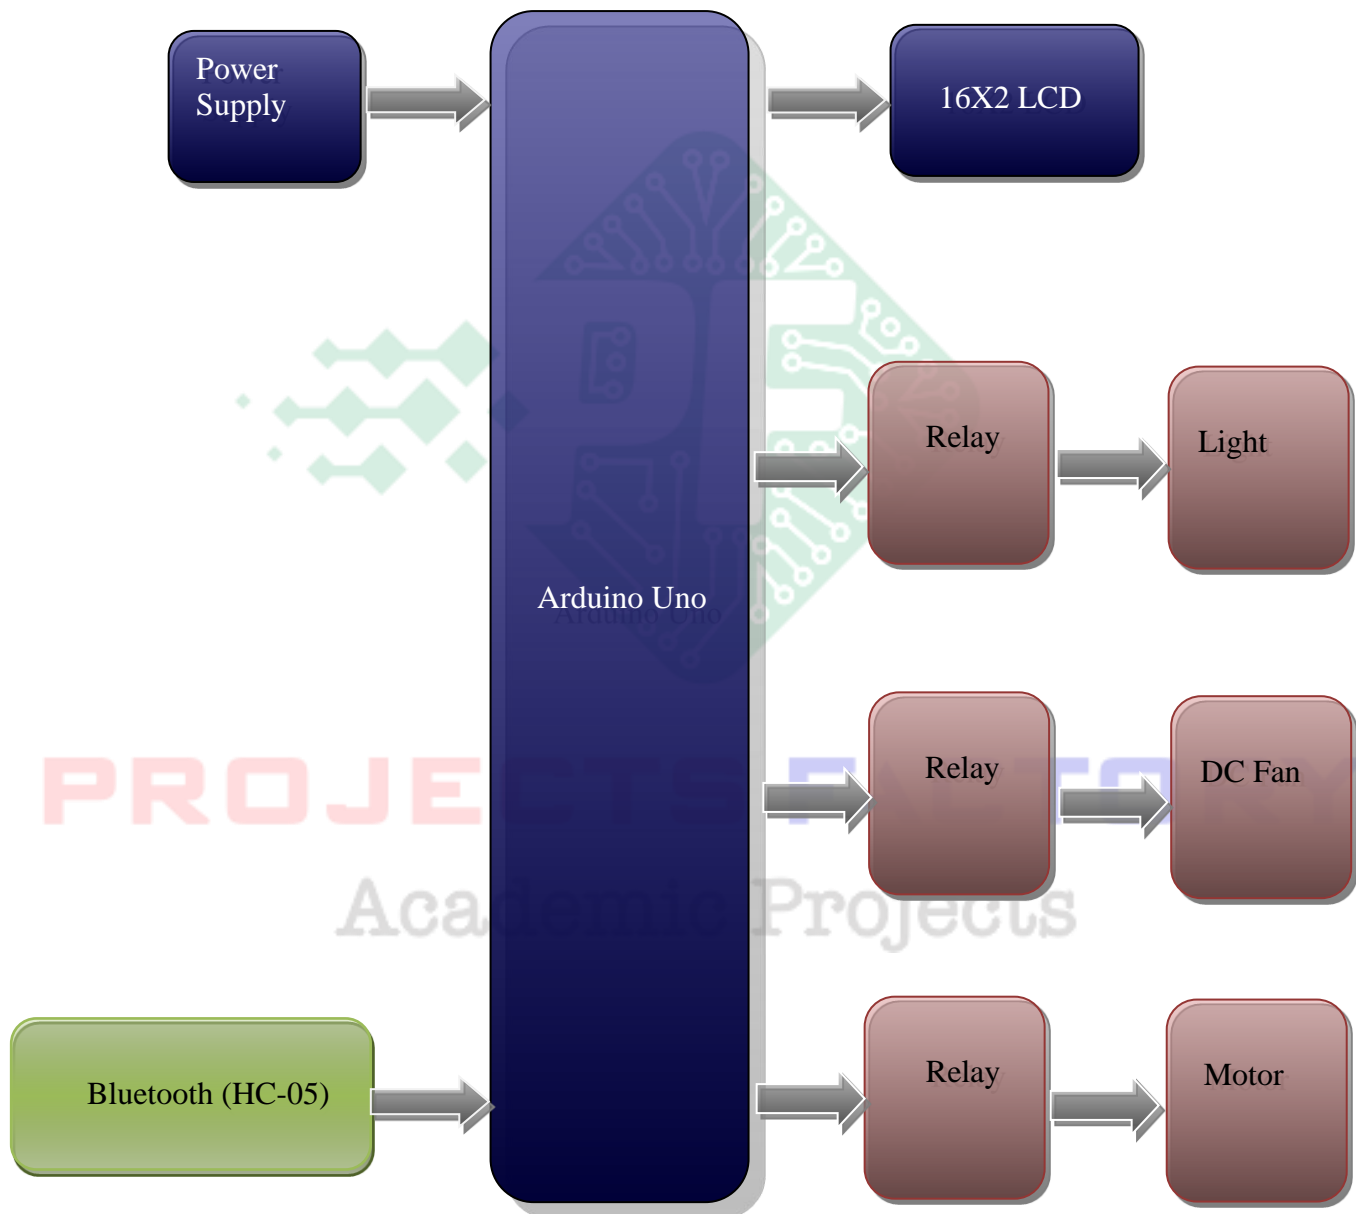 Power
Supply
16X2 LCD
Relay
Light
Arduino Uno
Relay
DC Fan
PROJECTS FACTORY
Academic Projects
Bluetooth (HC-05)
Relay
Motor